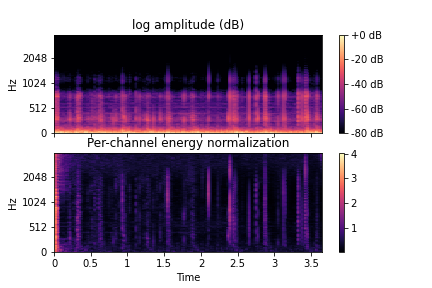 log amplitude (dB)
Hz
2048
1024
512
0
+0 dB
-20 dB
-40 dB
-60 dB
-80 dB
Per-channel energy normalization
Hz
2048
1024
512
0
0 0.5 1 1.5 2 2.5 3 3.5
Time
4
3
2
1